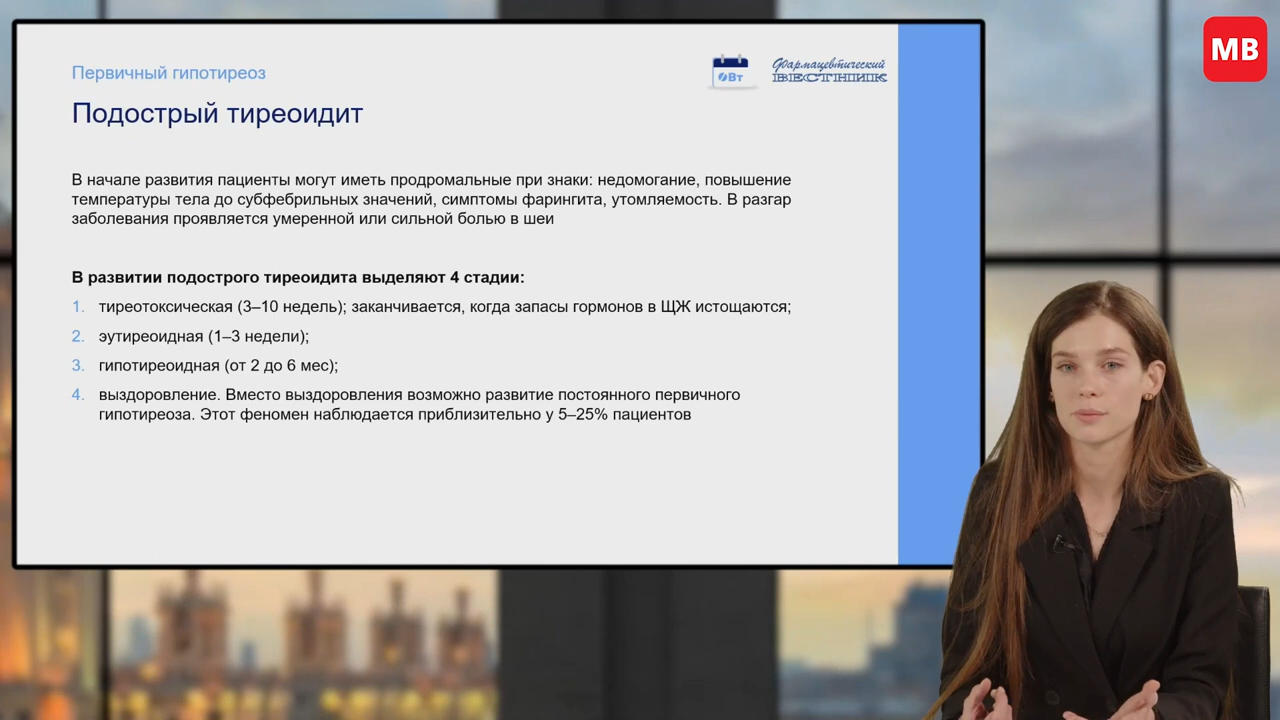 МВ
Первичный гипотиреоз
ФВт
Фармацевтический
ВЕСТНИК
Подострый тиреоидит
В начале развития пациенты могут иметь продромальные при знаки: недомогание, повышение
температуры тела до субфебрильных значений, симптомы фарингита, утомляемость. В разгар
заболевания проявляется умеренной или сильной болью в шеи
В развитии подострого тиреоидита выделяют 4 стадии:
1. тиреотоксическая (3–10 недель); заканчивается, когда запасы гормонов в ЩЖ истощаются;
2. эутиреоидная (1–3 недели);
3. гипотиреоидная (от 2 до 6 мес);
4. выздоровление. Вместо выздоровления возможно развитие постоянного первичного
гипотиреоза. Этот феномен наблюдается приблизительно у 5–25% пациентов